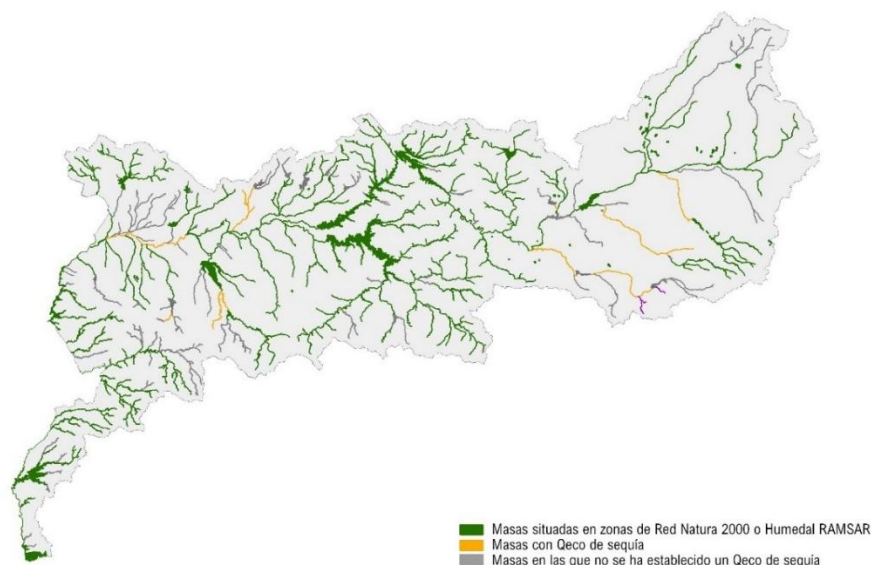 Masas situadas en zonas de Red Natura 2000 o Humedal RAMSAR
Masas con Qeco de sequía
Masas en las que no se ha establecido un Qeco de sequía